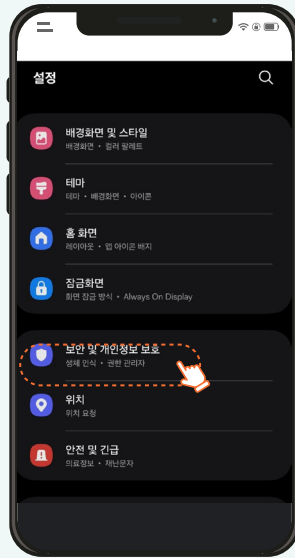 설정
배경화면 및 스타일
배경화면 • 컬러 팔레트
테마
테마 • 배경화면 • 아이콘
홈 화면
레이아웃 • 앱 아이콘 배지
잠금화면
화면 잠금 방식 • Always On Display
보안 및 개인정보 보호
생체 인식 • 권한 관리자
위치
위치 요청
안전 및 긴급
의료정보 • 재난문자